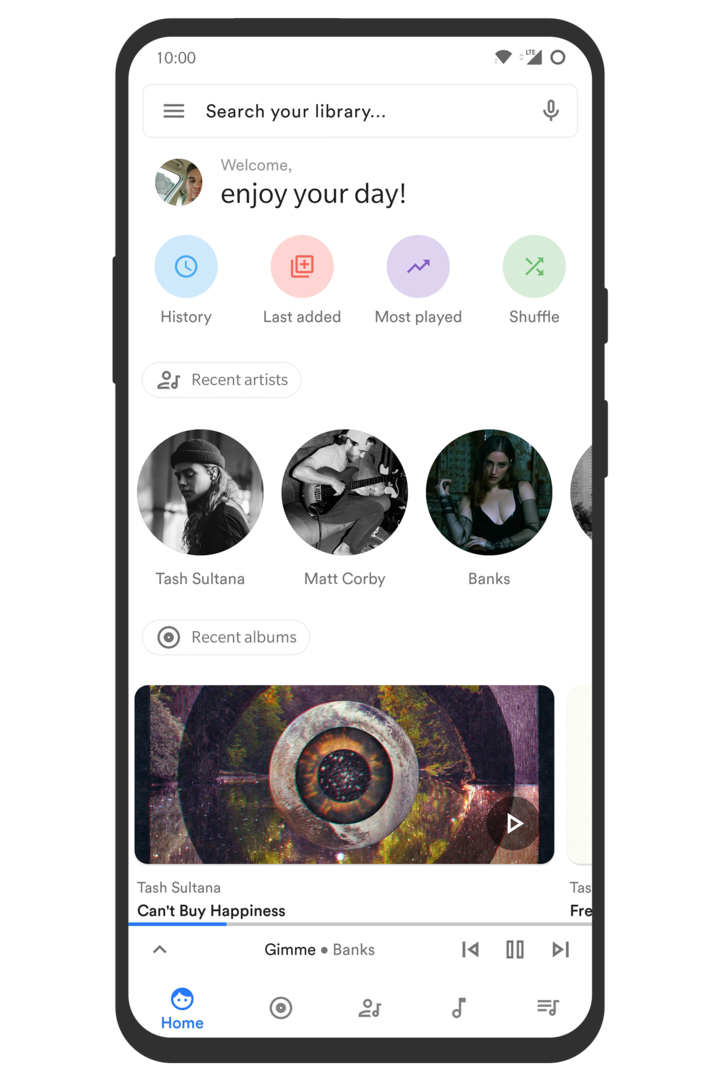 10:00
LTE
Search your library...
Welcome,
enjoy your day!
History Last added Most played Shuffle
Recent artists
Tash Sultana Matt Corby Banks
Recent albums
Tash Sultana Tas
Can't Buy Happiness Fre
Gimme • Banks
Home